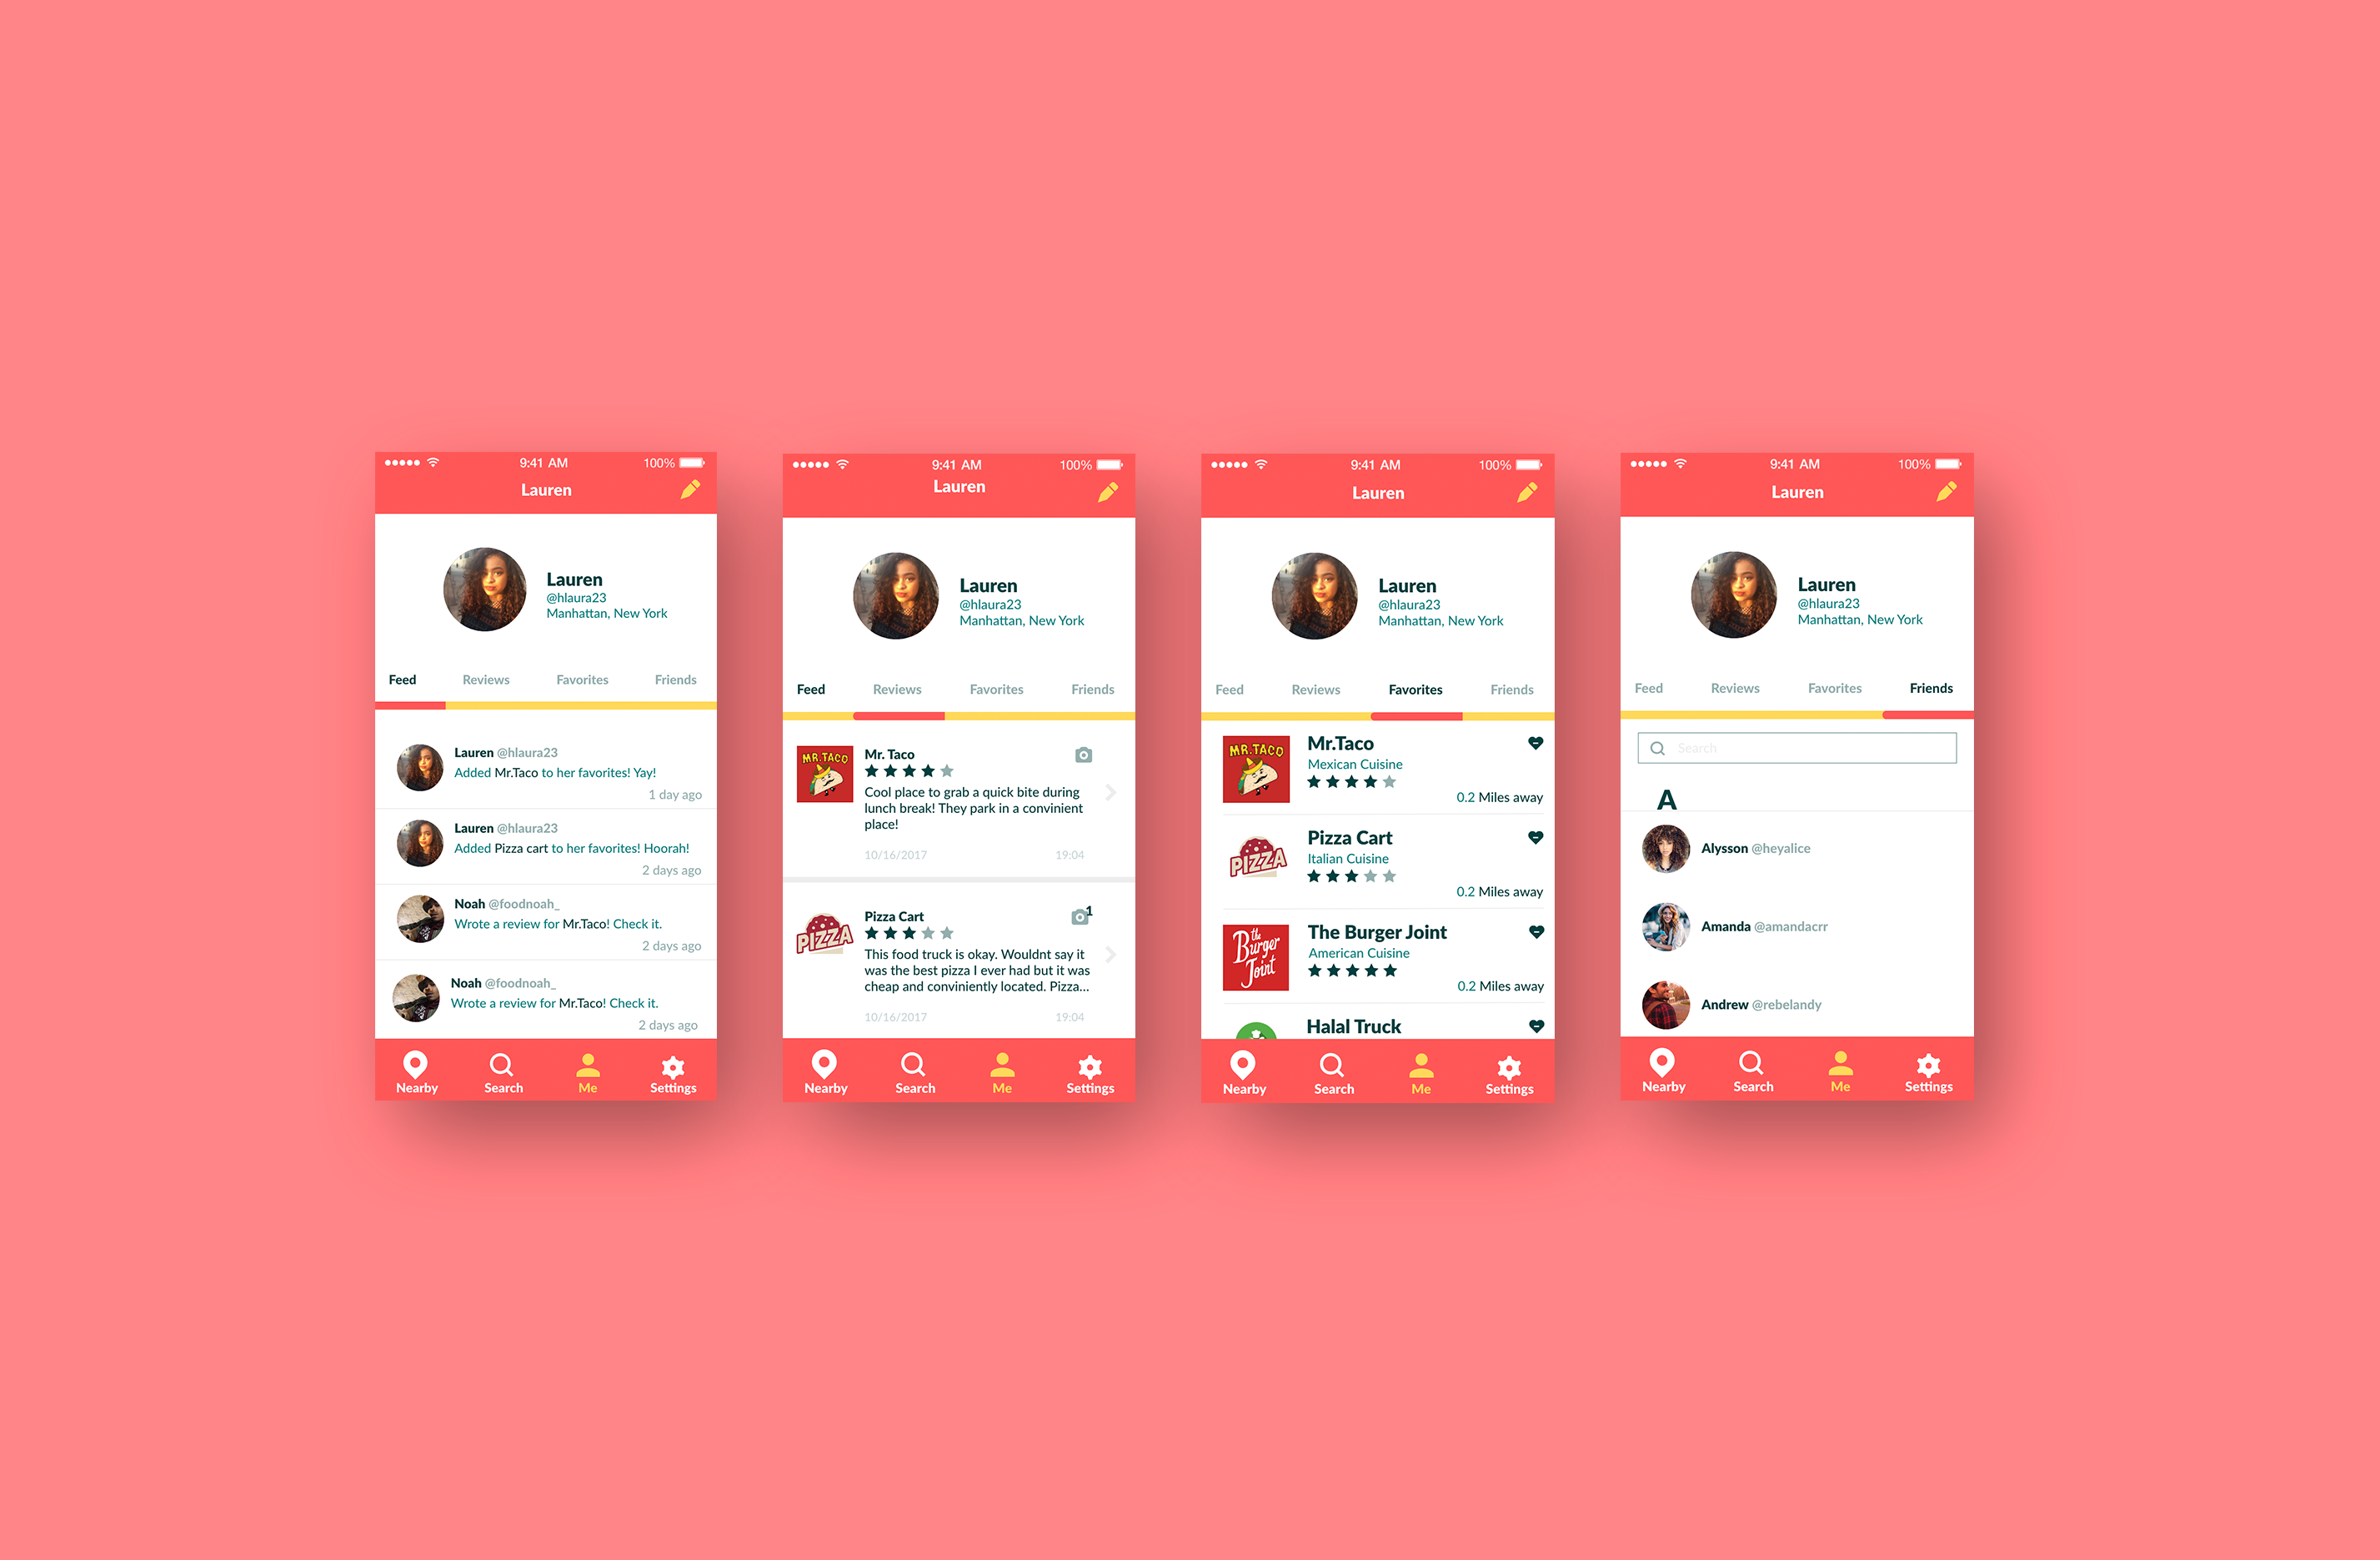 9:41 AM 100%
Lauren
Lauren
@hlaura23
Manhattan, New York
Feed Reviews Favorites Friends
Lauren @hlaura23
Added Mr.Taco to her favorites! Yay!
1 day ago
Lauren @hlaura23
Added Pizza cart to her favorites! Hoorah!
2 days ago
Noah @foodnoah_
Wrote a review for Mr.Taco! Check it.
2 days ago
Noah @foodnoah_
Wrote a review for Mr.Taco! Check it.
2 days ago
Nearby Search Me Settings
9:41 AM 100%
Lauren
Lauren
@hlaura23
Manhattan, New York
Feed Reviews Favorites Friends
MR.TACO
Mr. Taco
Cool place to grab a quick bite during
lunch break! They park in a convinient
place!
10/16/2017 19:04
PIZZA
Pizza Cart
1
This food truck is okay. Wouldnt say it
was the best pizza I ever had but it was
cheap and conviniently located. Pizza...
10/16/2017 19:04
Nearby Search Me Settings
9:41 AM 100%
Lauren
Lauren
@hlaura23
Manhattan, New York
Feed Reviews Favorites Friends
MR.TACO
Mr.Taco
Mexican Cuisine
0.2 Miles away
PIZZA
Pizza Cart
Italian Cuisine
0.2 Miles away
the
Burger
Joint
The Burger Joint
American Cuisine
0.2 Miles away
Halal Truck
Nearby Search Me Settings
9:41 AM 100%
Lauren
Lauren
@hlaura23
Manhattan, New York
Feed Reviews Favorites Friends
Search
A
Alysson @heyalice
Amanda @amandacrr
Andrew @rebelandy
Nearby Search Me Settings